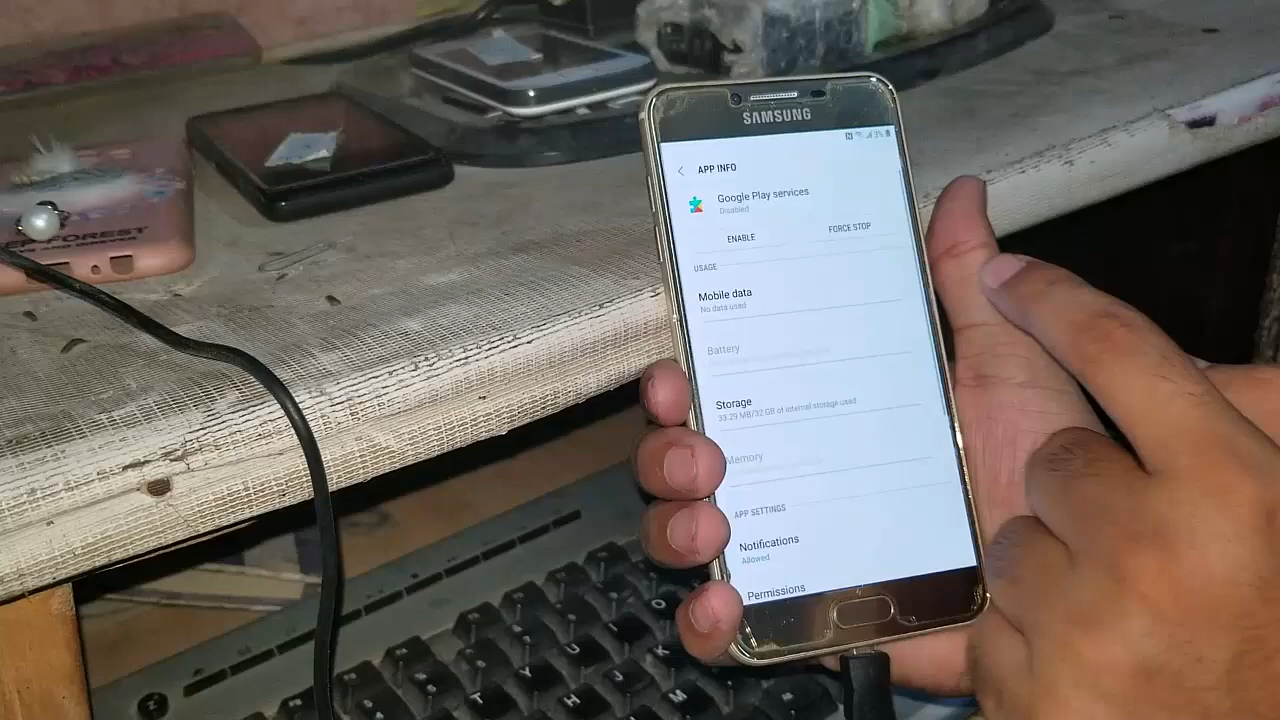 SAMSUNG
3%
APP INFO
Google Play services
Disabled
ENABLE
FORCE STOP
USAGE
Mobile data
No data used
Battery
Storage
33.29 MB/32 GB of internal storage used
Memory
APP SETTINGS
Notifications
Allowed
Permissions
FOREST
O
U
K
J
H
M